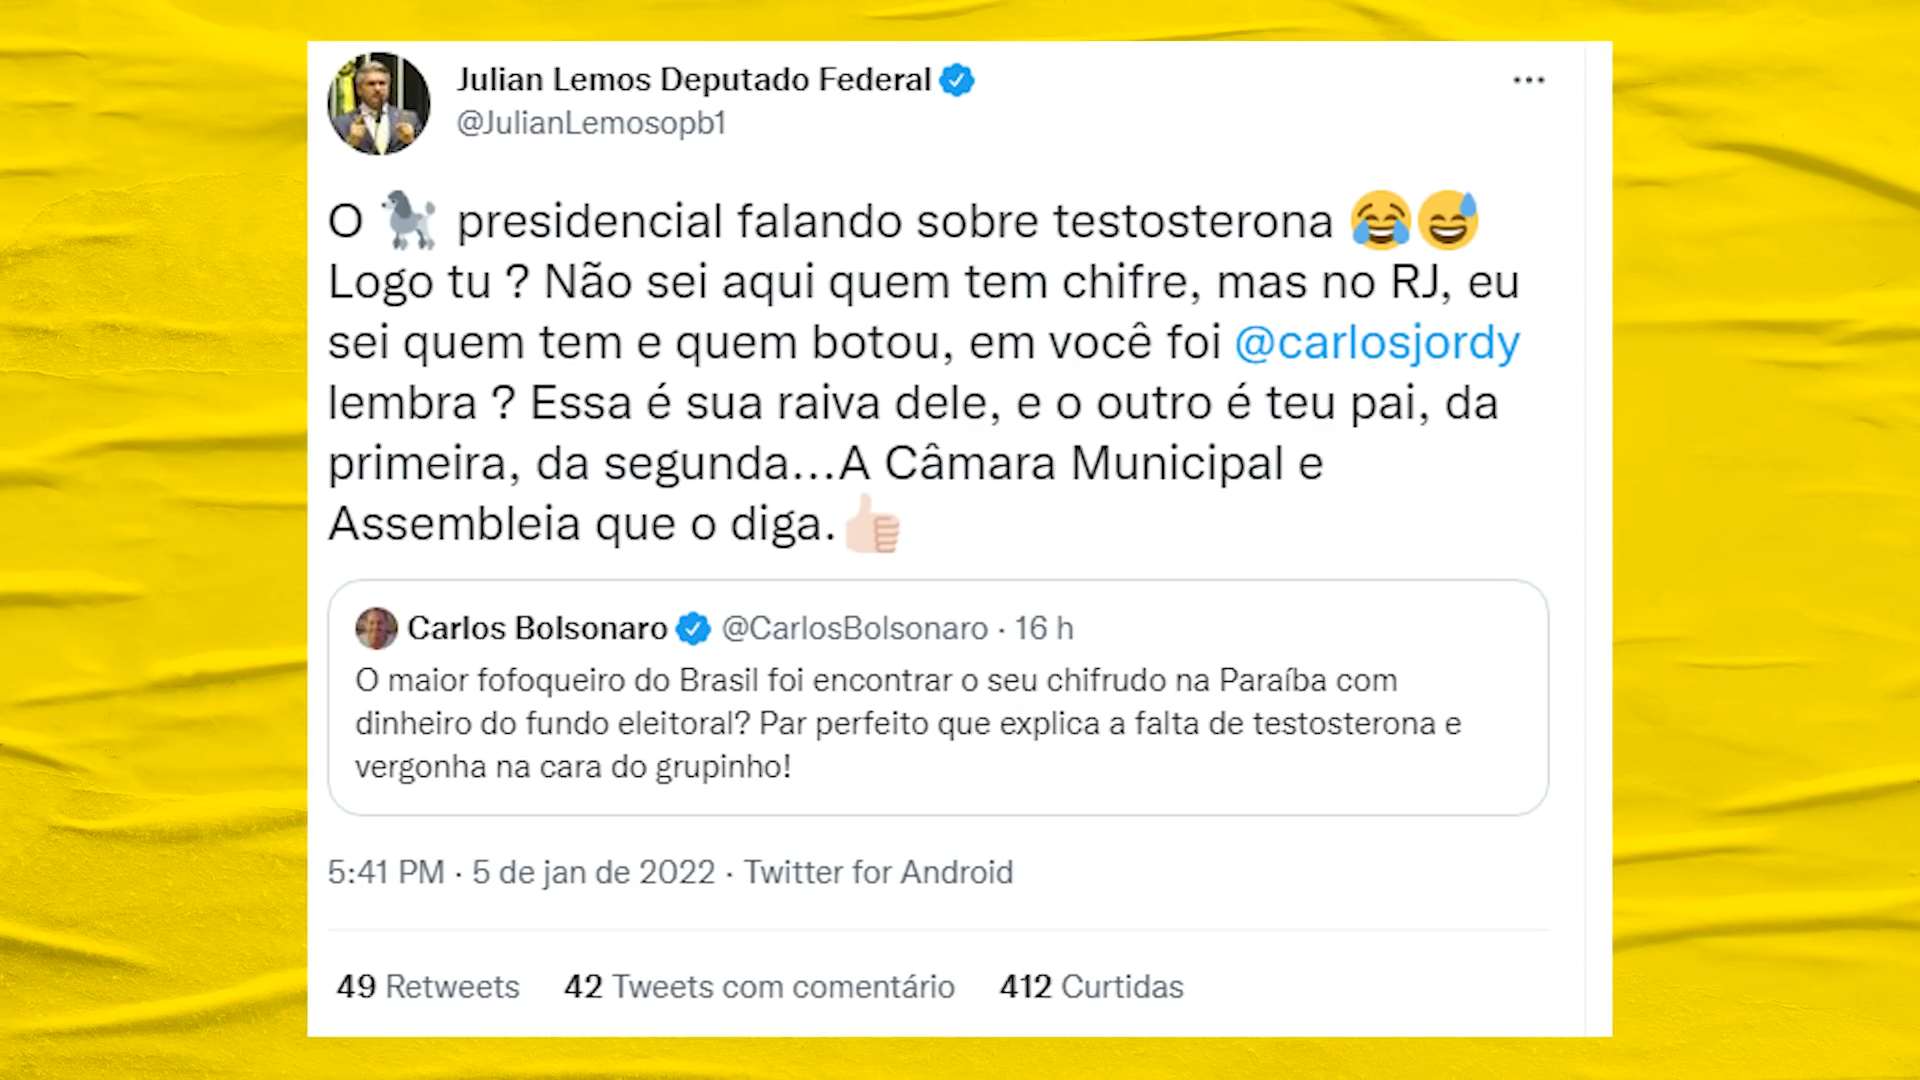 Julian Lemos Deputado Federal
@JulianLemosopb1
O 🐩 presidencial falando sobre testosterona 😂😅
Logo tu ? Não sei aqui quem tem chifre, mas no RJ, eu
sei quem tem e quem botou, em você foi @carlosjordy
lembra ? Essa é sua raiva dele, e o outro é teu pai, da
primeira, da segunda...A Câmara Municipal e
Assembleia que o diga.👍🏻
Carlos Bolsonaro @CarlosBolsonaro · 16 h
O maior fofoqueiro do Brasil foi encontrar o seu chifrudo na Paraíba com
dinheiro do fundo eleitoral? Par perfeito que explica a falta de testosterona e
vergonha na cara do grupinho!
5:41 PM · 5 de jan de 2022 · Twitter for Android
49 Retweets 42 Tweets com comentário 412 Curtidas